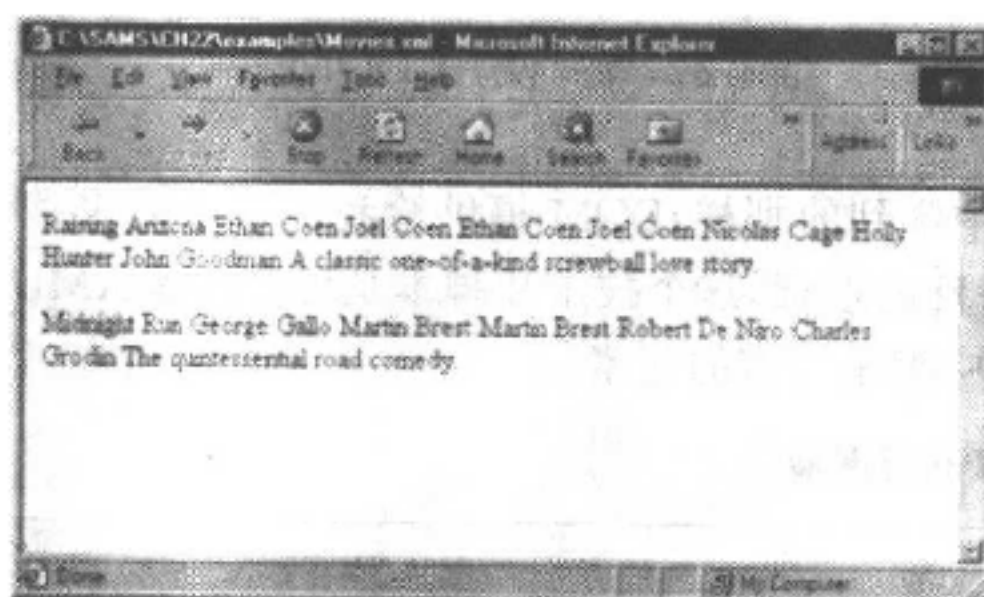 C:\SAMS\CH22\examples\Movies.xml - Microsoft Internet Explorer
File Edit View Favorites Tools Help
Back Stop Refresh Home Search Favorites Address Links
Raising Arizona Ethan Coen Joel Coen Ethan Coen Joel Coen Nicolas Cage Holly
Hunter John Goodman A classic one-of-a-kind screwball love story.
Midnight Run George Gallo Martin Brest Martin Brest Robert De Niro Charles
Grodin The quintessential road comedy.
Done My Computer